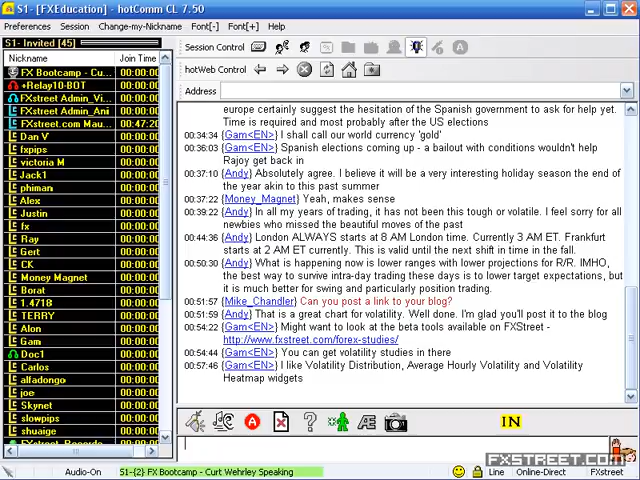 S1- [FXEducation] - hotComm CL 7.50
Preferences Session Change-my-Nickname Font[-] Font[+] Help
S1- Invited [45]
Nickname Join Time
FX Bootcamp - Cu... 00:00:00
+Relay10-BOT 00:00:00
FXstreet Admin_Vi... 00:00:00
FXstreet Admin_Ani 00:00:00
FXstreet.com Mau... 00:47:20
Dan V 00:00:00
fxpips 00:00:00
victoria M 00:00:00
Jack1 00:00:00
phiman 00:00:00
Alex 00:00:00
Justin 00:00:00
fx 00:00:00
Ray 00:00:00
Gert 00:00:00
CK 00:00:00
Money Magnet 00:00:00
Borat 00:00:00
1.4718 00:00:00
TERRY 00:00:00
Alon 00:00:00
Gam 00:00:00
Doc1 00:00:00
Carlos 00:00:00
alfadongo 00:00:00
joe 00:00:00
Skynet 00:00:00
slowpips 00:00:00
shuaige 00:00:00
Session Control
hotWeb Control
Address
europe certainly suggest the hesitation of the Spanish government to ask for help yet.
Time is required and most probably after the US elections
00:34:34 {Gam<EN>} I shall call our world currency 'gold'
00:36:03 {Gam<EN>} Spanish elections coming up - a bailout with conditions wouldn't help
Rajoy get back in
00:37:10 {Andy} Absolutely agree. I believe it will be a very interesting holiday season the end of
the year akin to this past summer
00:37:22 {Money_Magnet} Yeah, makes sense
00:39:22 {Andy} In all my years of trading, it has not been this tough or volatile. I feel sorry for all
newbies who missed the beautiful moves of the past
00:44:36 {Andy} London ALWAYS starts at 8 AM London time. Currently 3 AM ET. Frankfurt
starts at 2 AM ET currently. This is valid until the next shift in time in the fall.
00:50:30 {Andy} What is happening now is lower ranges with lower projections for R/R. IMHO,
the best way to survive intra-day trading these days is to lower target expectations, but
it is much better for swing and particularly position trading.
00:51:57 {Mike_Chandler} Can you post a link to your blog?
00:51:59 {Andy} That is a great chart for volatility. Well done. I'm glad you'll post it to the blog
00:54:22 {Gam<EN>} Might want to look at the beta tools available on FXStreet -
http://www.fxstreet.com/forex-studies/
00:54:44 {Gam<EN>} You can get volatility studies in there
00:57:46 {Gam<EN>} I like Volatility Distribution, Average Hourly Volatility and Volatility
Heatmap widgets
IN
FXSTREET.COM
Audio-On S1-{2} FX Bootcamp - Curt Wehrley Speaking Line Online-Direct FXstreet